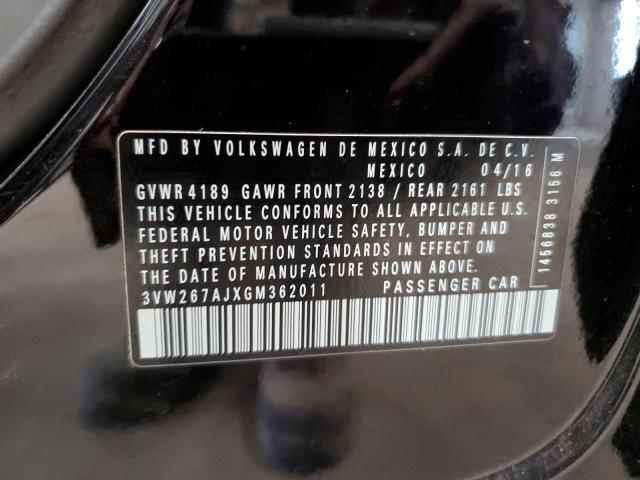 MFD BY VOLKSWAGEN DE MEXICO S.A. DE C.V.
MEXICO 04/16
GVWR 4189 GAWR FRONT 2138 / REAR 2161 LBS
THIS VEHICLE CONFORMS TO ALL APPLICABLE U.S.
FEDERAL MOTOR VEHICLE SAFETY, BUMPER AND
THEFT PREVENTION STANDARDS IN EFFECT ON
THE DATE OF MANUFACTURE SHOWN ABOVE.
3VW267AJXGM362011 PASSENGER CAR
1456838 3156 M